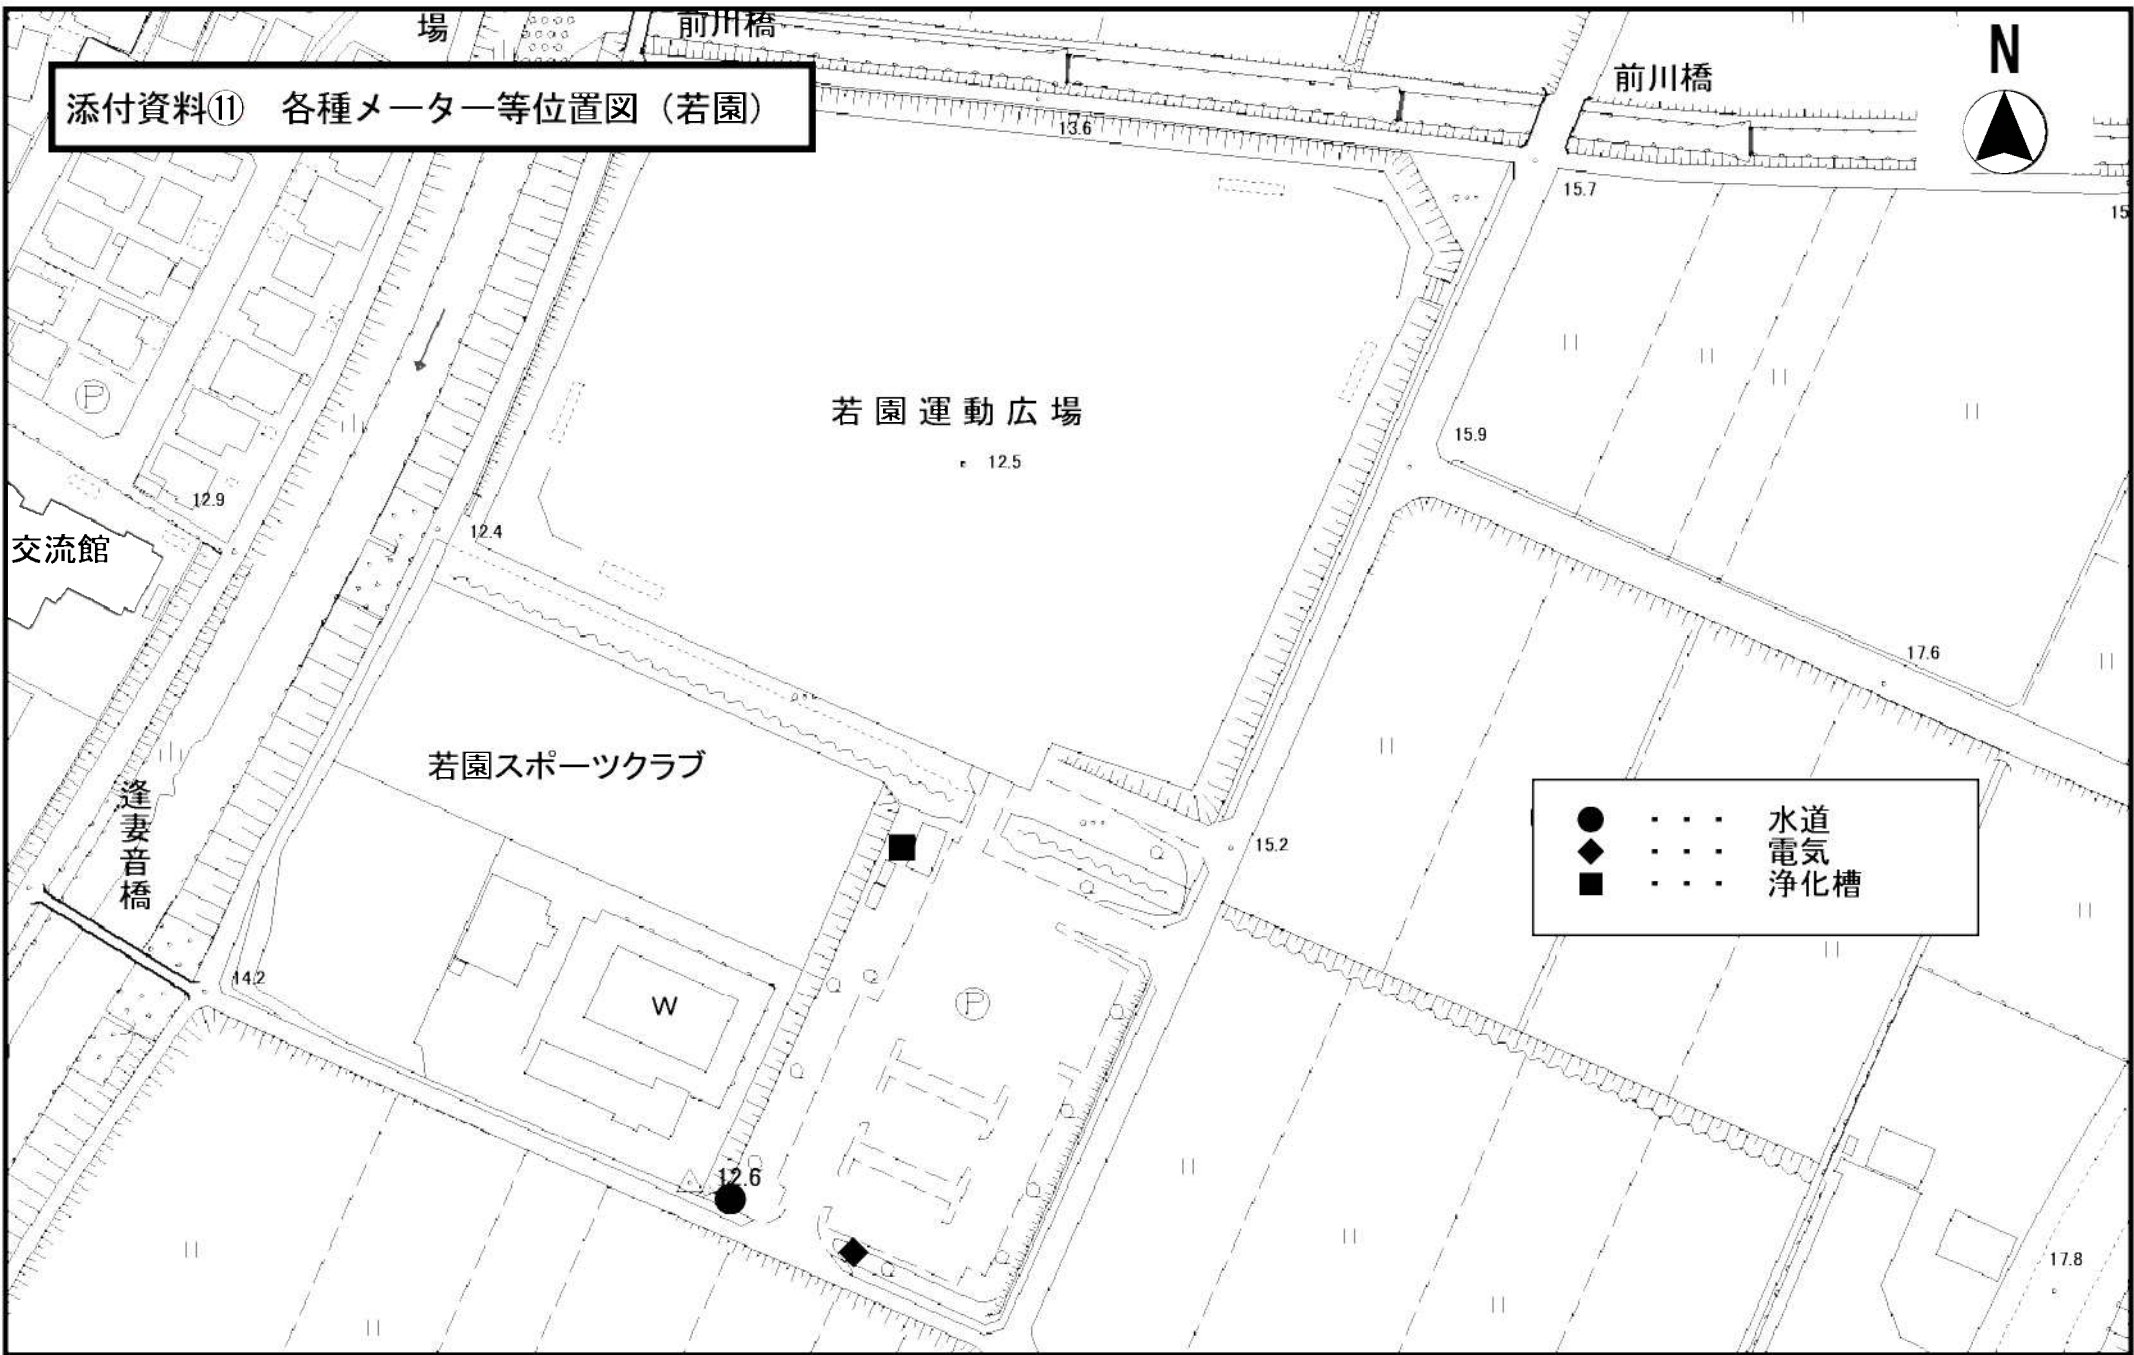 場
前川橋
前川橋
N
添付資料⑪ 各種メーター等位置図（若園）
13.6
15.7
15
若園運動広場
12.5
15.9
P
12.9
12.4
交流館
17.6
若園スポーツクラブ
逢妻音橋
15.2
● ・・・ 水道
◆ ・・・ 電気
■ ・・・ 浄化槽
14.2
W
P
12.6
17.8